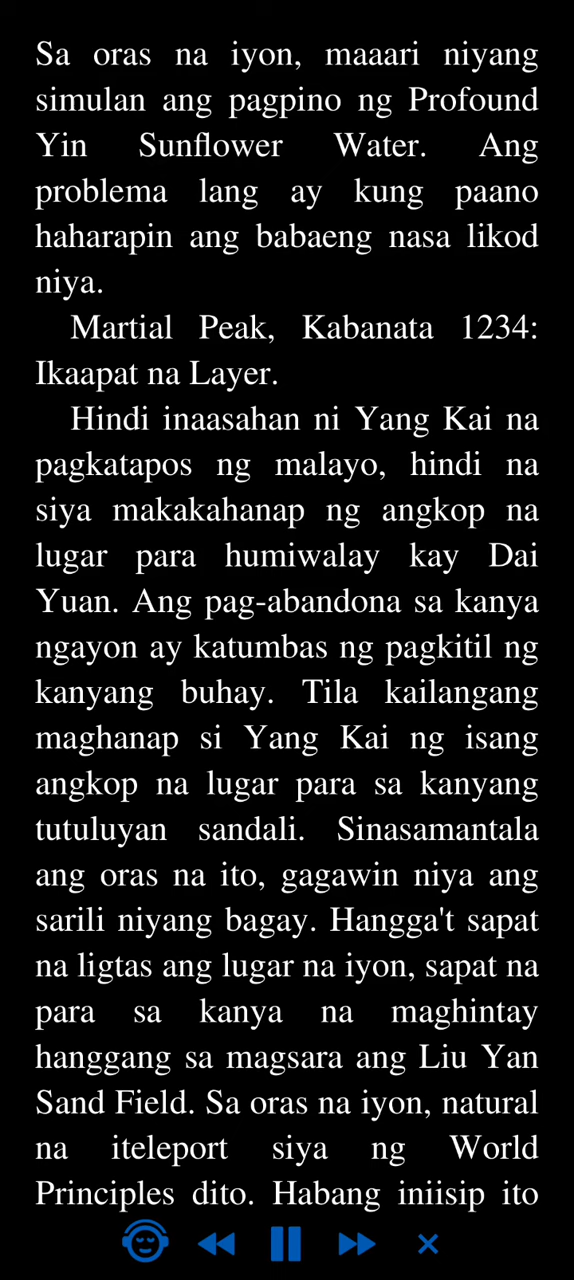 Sa oras na iyon, maaari niyang
simulan ang pagpino ng Profound
Yin Sunflower Water. Ang
problema lang ay kung paano
haharapin ang babaeng nasa likod
niya.
Martial Peak, Kabanata 1234:
Ikaapat na Layer.
Hindi inaasahan ni Yang Kai na
pagkatapos ng malayo, hindi na
siya makakahanap ng angkop na
lugar para humiwalay kay Dai
Yuan. Ang pag-abandona sa kanya
ngayon ay katumbas ng pagkitil ng
kanyang buhay. Tila kailangang
maghanap si Yang Kai ng isang
angkop na lugar para sa kanyang
tutuluyan sandali. Sinasamantala
ang oras na ito, gagawin niya ang
sarili niyang bagay. Hangga't sapat
na ligtas ang lugar na iyon, sapat na
para sa kanya na maghintay
hanggang sa magsara ang Liu Yan
Sand Field. Sa oras na iyon, natural
na iteleport siya ng World
Principles dito. Habang iniisip ito